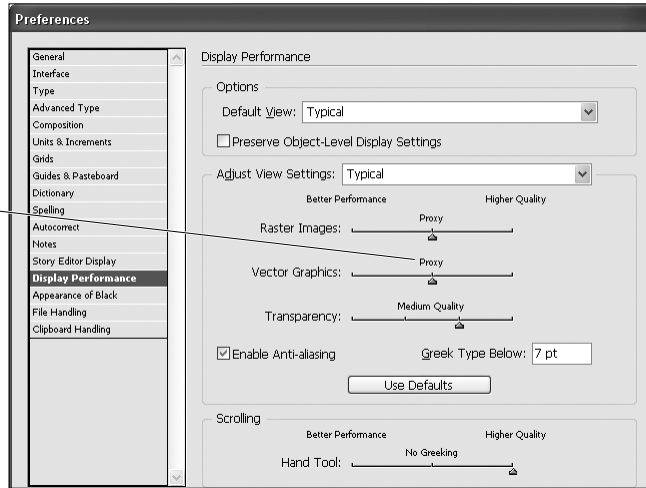 Preferences
General
Interface
Type
Advanced Type
Composition
Units & Increments
Grids
Guides & Pasteboard
Dictionary
Spelling
Autocorrect
Notes
Story Editor Display
Display Performance
Appearance of Black
File Handling
Clipboard Handling
Display Performance
Options
Default View: Typical
Preserve Object-Level Display Settings
Adjust View Settings: Typical
Better Performance Higher Quality
Proxy
Raster Images:
Proxy
Vector Graphics:
Medium Quality
Transparency:
Enable Anti-aliasing Greek Type Below: 7 pt
Use Defaults
Scrolling
Better Performance Higher Quality
No Greeking
Hand Tool: